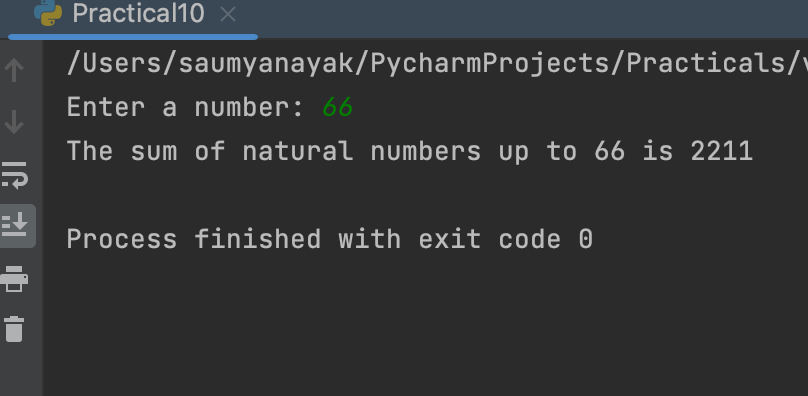 Practical10
/Users/saumyanayak/PycharmProjects/Practicals/
Enter a number: 66
The sum of natural numbers up to 66 is 2211
Process finished with exit code 0